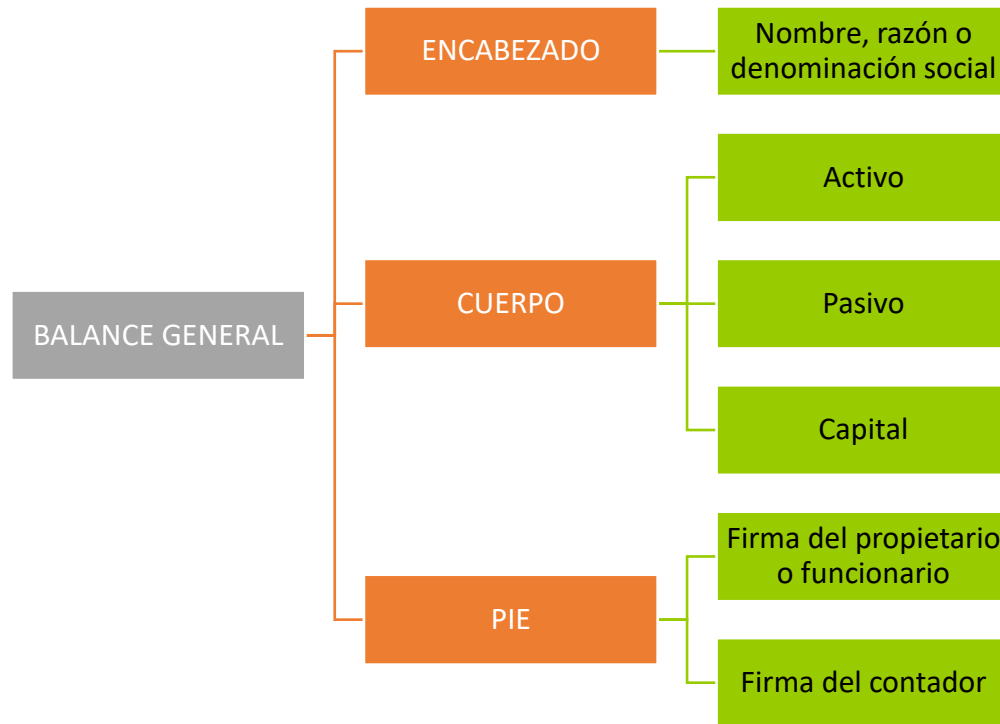 BALANCE GENERAL
ENCABEZADO
Nombre, razón o
denominación social
CUERPO
Activo
Pasivo
Capital
PIE
Firma del propietario
o funcionario
Firma del contador